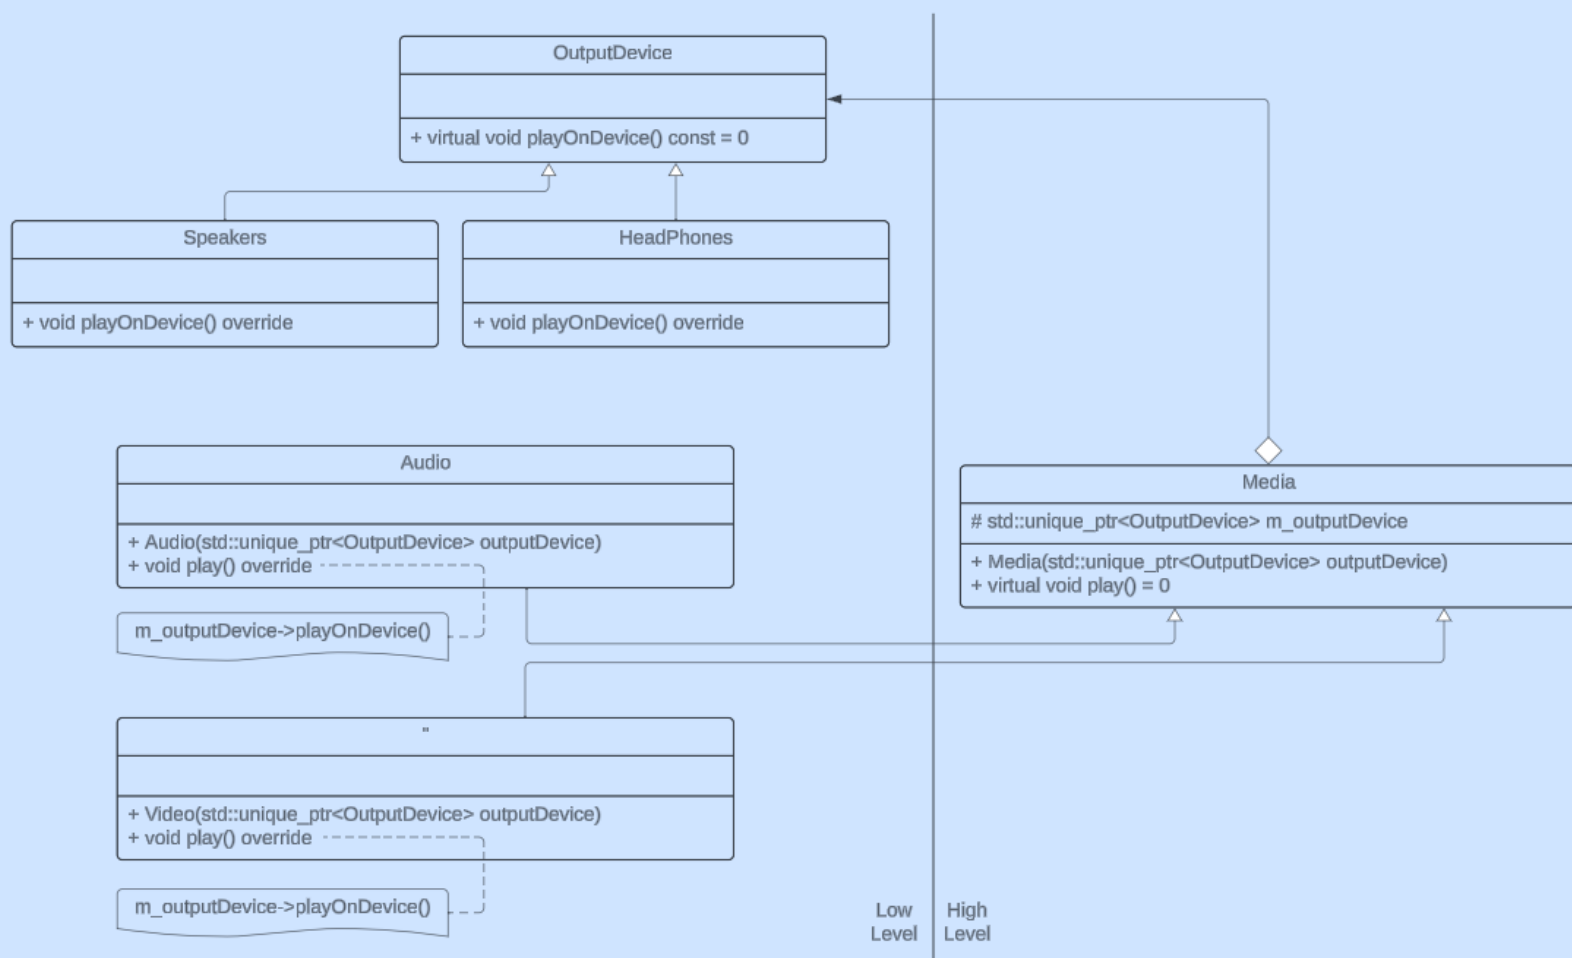 OutputDevice
+ virtual void playOnDevice() const = 0
Speakers
+ void playOnDevice() override
HeadPhones
+ void playOnDevice() override
Audio
+ Audio(std::unique_ptr<OutputDevice> outputDevice)
+ void play() override
m_outputDevice->playOnDevice()
Media
# std::unique_ptr<OutputDevice> m_outputDevice
+ Media(std::unique_ptr<OutputDevice> outputDevice)
+ virtual void play() = 0
"
+ Video(std::unique_ptr<OutputDevice> outputDevice)
+ void play() override
m_outputDevice->playOnDevice()
Low
Level
High
Level